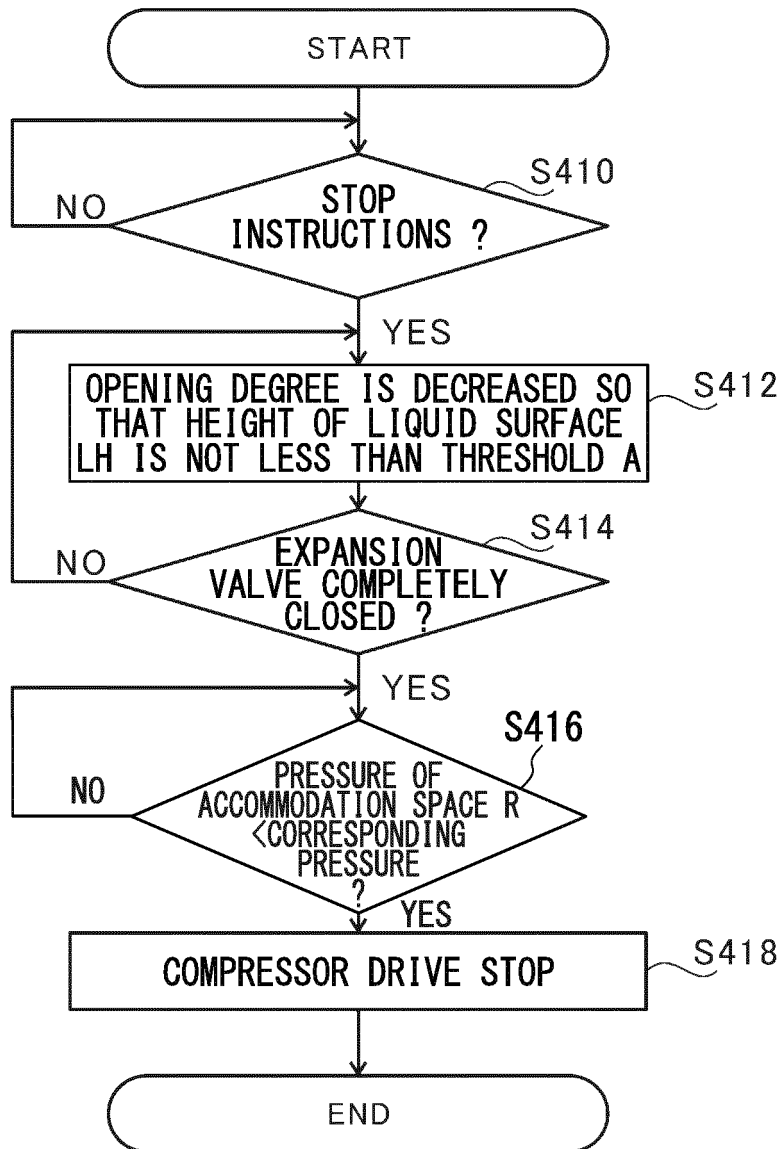 START
S410
STOP
NO
INSTRUCTIONS ?
YES
OPENING DEGREE IS DECREASED SO
S412
THAT HEIGHT OF LIQUID SURFACE
LH IS NOT LESS THAN THRESHOLD A
S414
EXPANSION
NO
VALVE COMPLETELY
CLOSED ?
YES
S416
PRESSURE OF
NO
ACCOMMODATION SPACE R
<CORRESPONDING
PRESSURE
?
YES
COMPRESSOR DRIVE STOP
S418
END